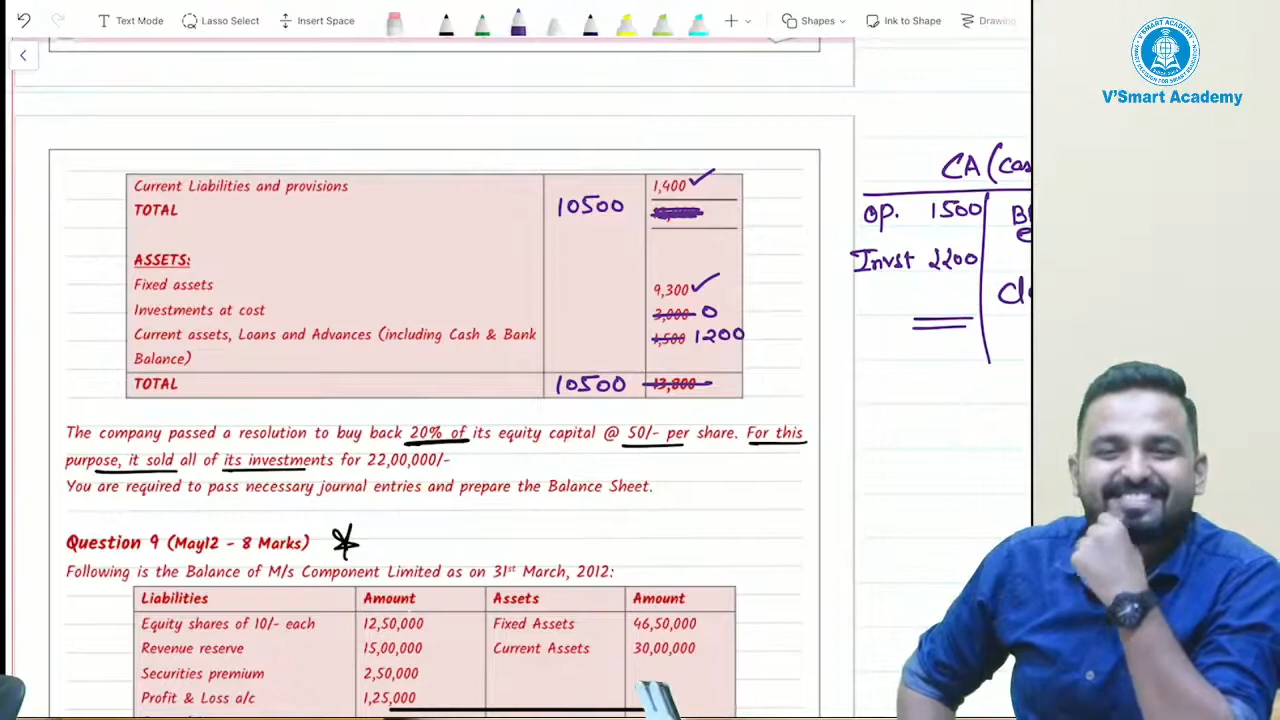 Text Mode Lasso Select Insert Space Shapes Ink to Shape Drawing
V'SMART ACADEMY
V'Smart Academy
Current Liabilities and provisions 1,400
TOTAL 10500
ASSETS:
Fixed assets 9,300
Investments at cost 3,000 0
Current assets, Loans and Advances (including Cash & Bank 1,500 1200
Balance)
TOTAL 10500 13,800
CA (Cas
OP. 1500
Invst 2200
The company passed a resolution to buy back 20% of its equity capital @ 50/- per share. For this
purpose, it sold all of its investments for 22,00,000/-
You are required to pass necessary journal entries and prepare the Balance Sheet.
Question 9 (May12 - 8 Marks)
Following is the Balance of M/s Component Limited as on 31st March, 2012:
Liabilities Amount Assets Amount
Equity shares of 10/- each 12,50,000 Fixed Assets 46,50,000
Revenue reserve 15,00,000 Current Assets 30,00,000
Securities premium 2,50,000
Profit & Loss a/c 1,25,000